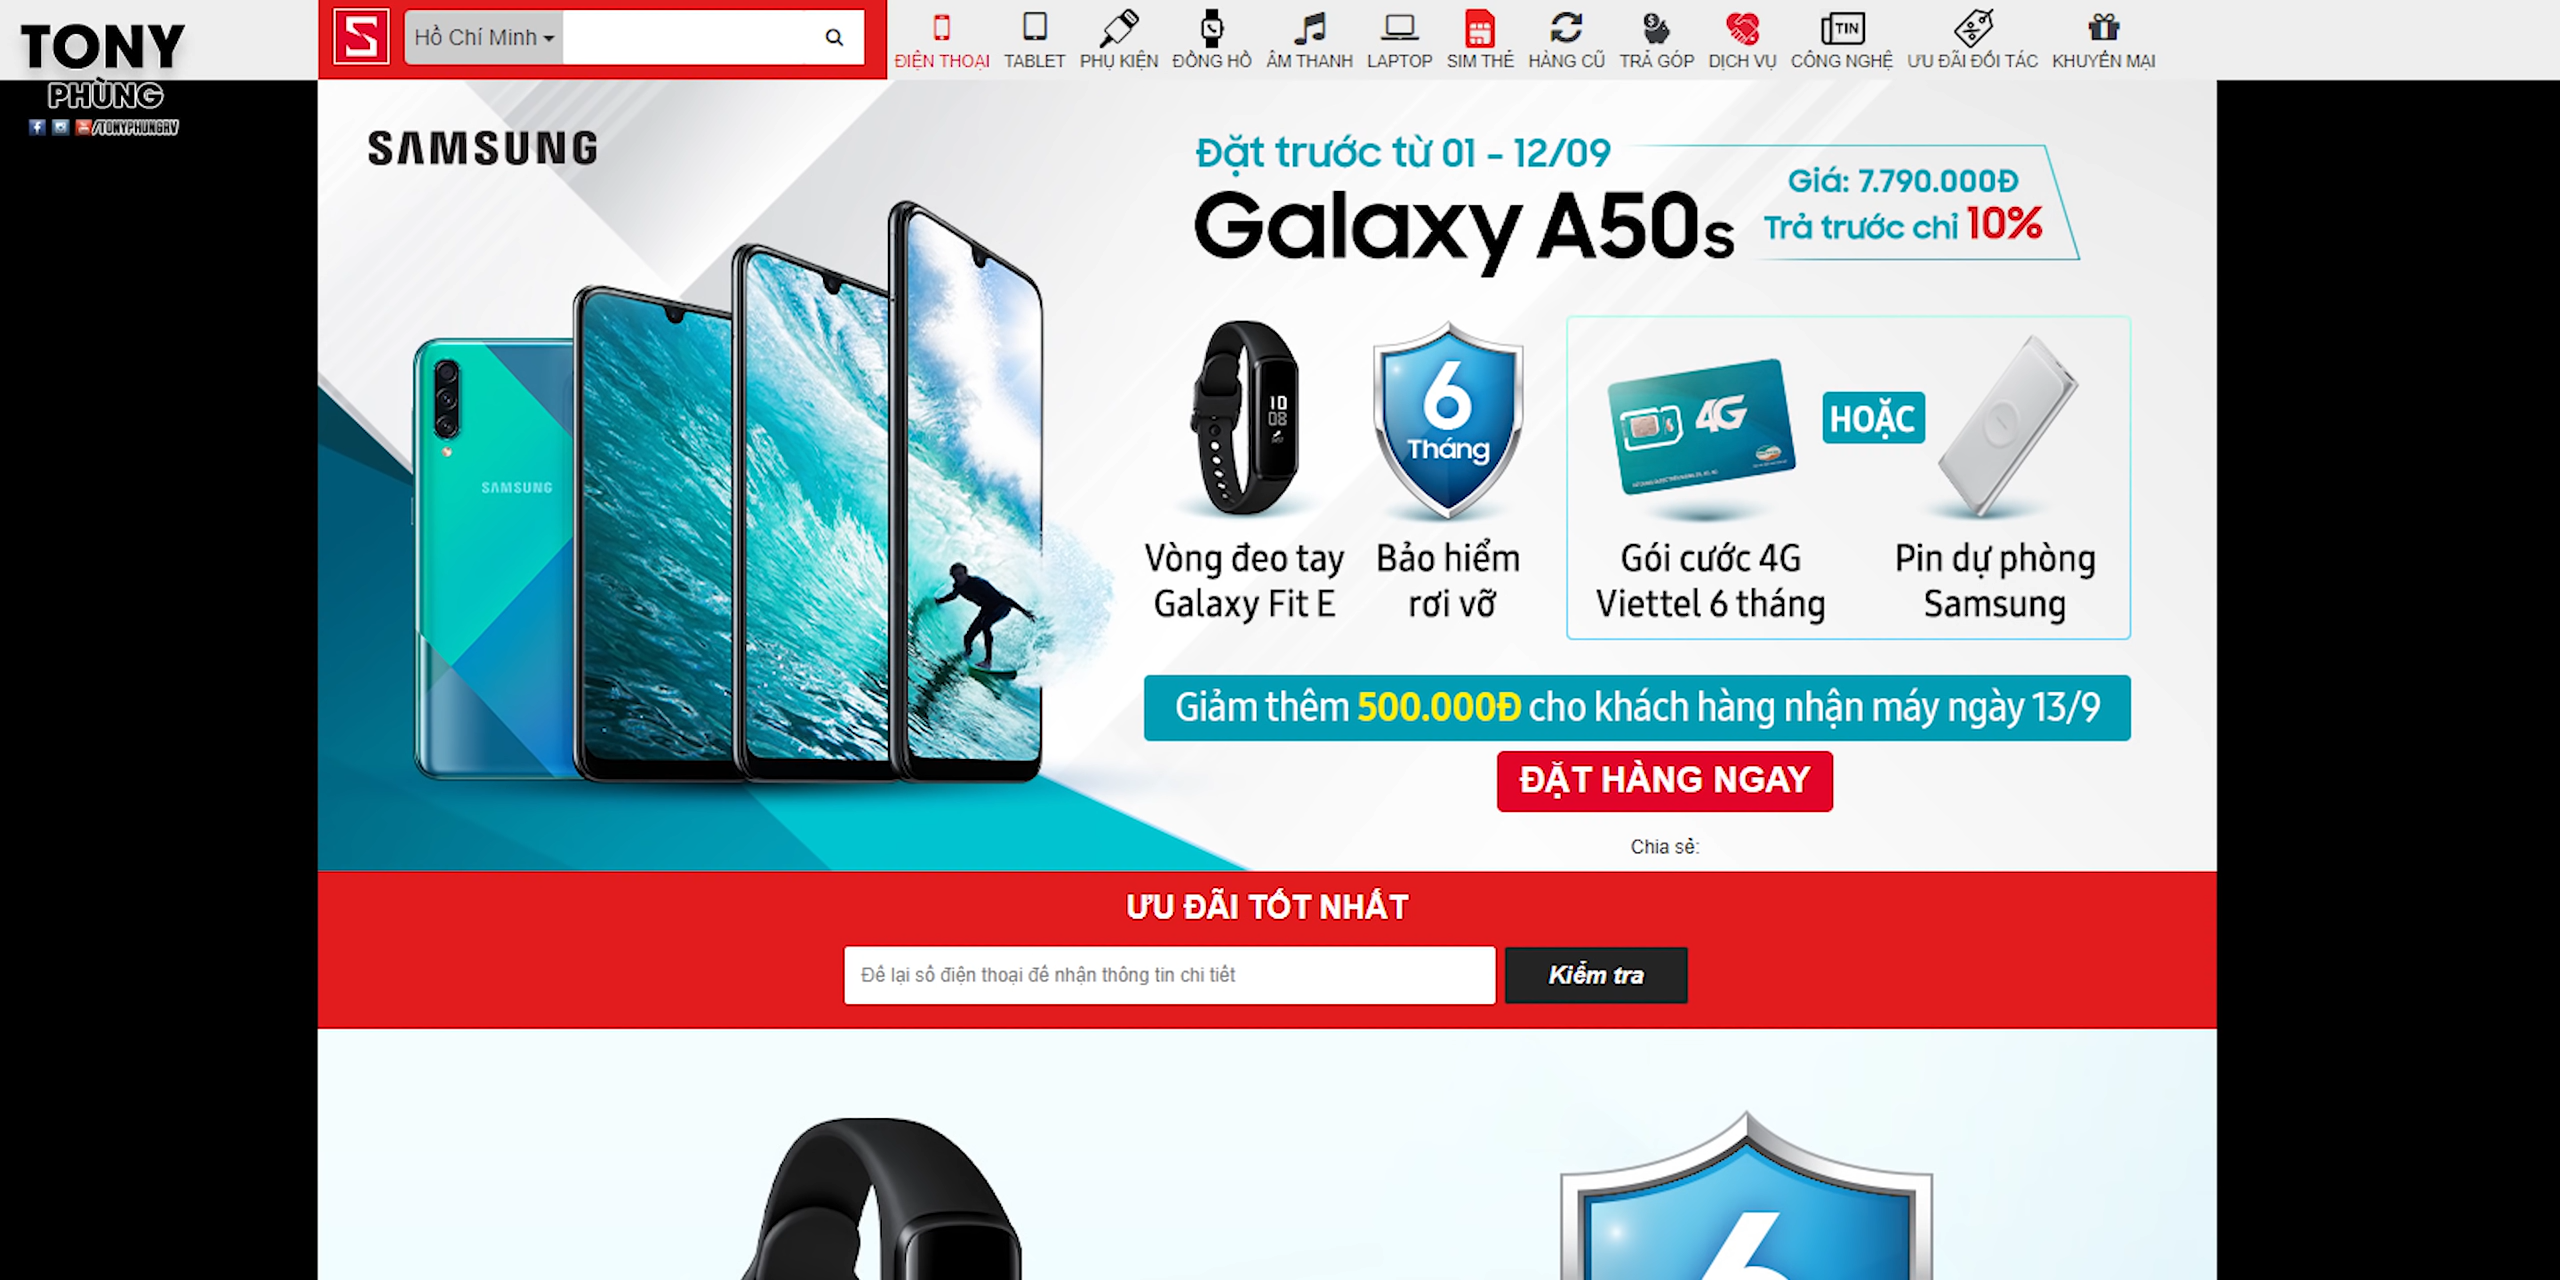 TONY
PHÙNG
/TONYPHUNGRV
Hồ Chí Minh
ĐIỆN THOẠI
TABLET
PHỤ KIỆN
ĐỒNG HỒ
ÂM THANH
LAPTOP
SIM THẺ
HÀNG CŨ
TRẢ GÓP
DỊCH VỤ
TIN
CÔNG NGHỆ
ƯU ĐÃI ĐỐI TÁC
KHUYẾN MẠI
SAMSUNG
Đặt trước từ 01 - 12/09
Galaxy A50s
Giá: 7.790.000Đ
Trả trước chỉ 10%
SAMSUNG
10
08
6
Tháng
4G
HOẶC
Vòng đeo tay
Galaxy Fit E
Bảo hiểm
rơi vỡ
Gói cước 4G
Viettel 6 tháng
Pin dự phòng
Samsung
Giảm thêm 500.000Đ cho khách hàng nhận máy ngày 13/9
ĐẶT HÀNG NGAY
Chia sẻ:
ƯU ĐÃI TỐT NHẤT
Để lại số điện thoại để nhận thông tin chi tiết
Kiểm tra
6